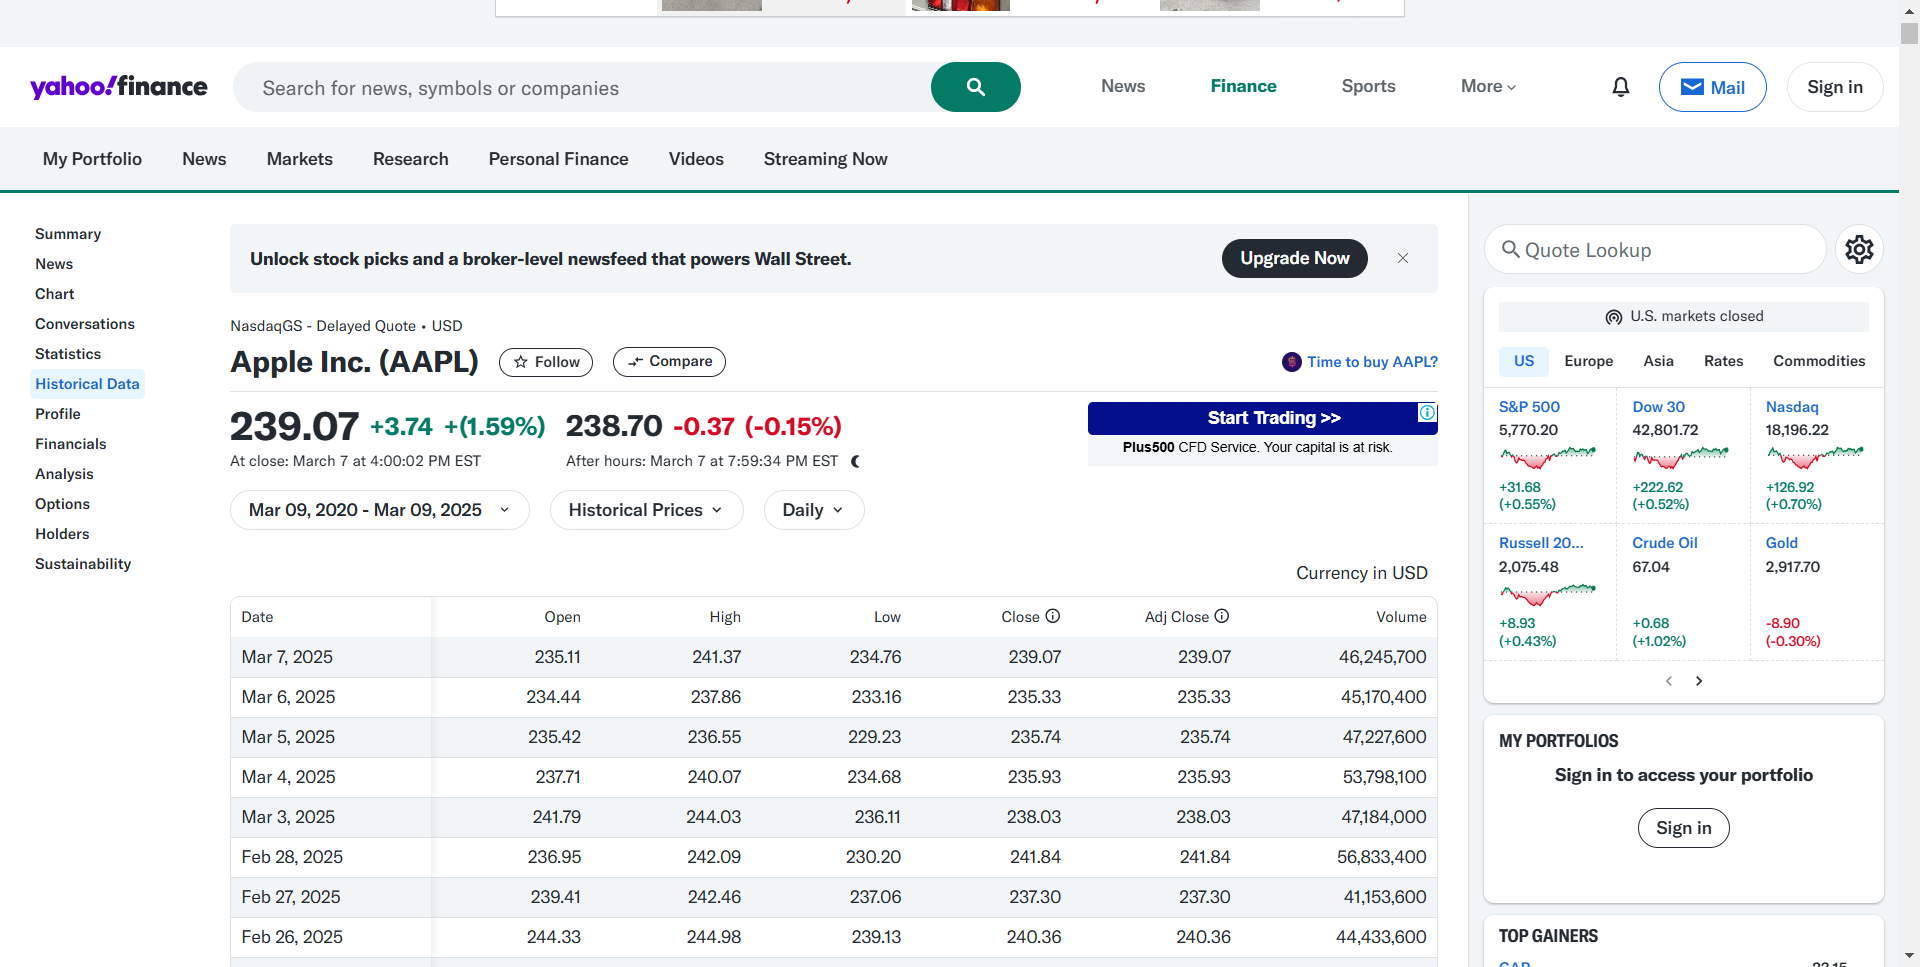 yahoo!finance
Search for news, symbols or companies
News Finance Sports More
Mail
Sign in
My Portfolio News Markets Research Personal Finance Videos Streaming Now
Summary
News
Chart
Conversations
Statistics
Historical Data
Profile
Financials
Analysis
Options
Holders
Sustainability
Unlock stock picks and a broker-level newsfeed that powers Wall Street.
Upgrade Now
NasdaqGS - Delayed Quote • USD
Apple Inc. (AAPL)
Follow
Compare
Time to buy AAPL?
239.07 +3.74 +(1.59%) 238.70 -0.37 (-0.15%)
At close: March 7 at 4:00:02 PM EST After hours: March 7 at 7:59:34 PM EST
Start Trading >>
Plus500 CFD Service. Your capital is at risk.
Mar 09, 2020 - Mar 09, 2025 Historical Prices Daily
Currency in USD
Date Open High Low Close Adj Close Volume
Mar 7, 2025 235.11 241.37 234.76 239.07 239.07 46,245,700
Mar 6, 2025 234.44 237.86 233.16 235.33 235.33 45,170,400
Mar 5, 2025 235.42 236.55 229.23 235.74 235.74 47,227,600
Mar 4, 2025 237.71 240.07 234.68 235.93 235.93 53,798,100
Mar 3, 2025 241.79 244.03 236.11 238.03 238.03 47,184,000
Feb 28, 2025 236.95 242.09 230.20 241.84 241.84 56,833,400
Feb 27, 2025 239.41 242.46 237.06 237.30 237.30 41,153,600
Feb 26, 2025 244.33 244.98 239.13 240.36 240.36 44,433,600
Quote Lookup
U.S. markets closed
US Europe Asia Rates Commodities
S&P 500 Dow 30 Nasdaq
5,770.20 42,801.72 18,196.22
+31.68 +222.62 +126.92
(+0.55%) (+0.52%) (+0.70%)
Russell 20... Crude Oil Gold
2,075.48 67.04 2,917.70
+8.93 +0.68 -8.90
(+0.43%) (+1.02%) (-0.30%)
MY PORTFOLIOS
Sign in to access your portfolio
Sign in
TOP GAINERS